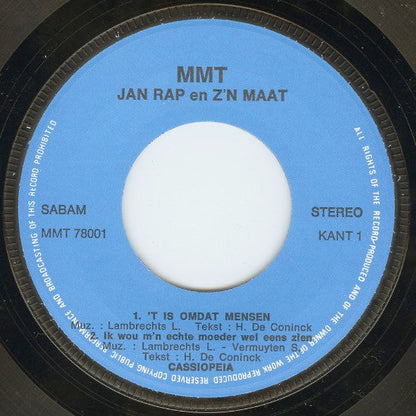 MMT
JAN RAP en Z'N MAAT
SABAM
STEREO
MMT 78001
KANT 1
1. 'T IS OMDAT MENSEN
Muz. : Lambrechts L. Tekst : H. De Coninck
2. Ik wou m'n echte moeder wel eens zien
Muz. : Lambrechts L. - Vermuyten S.
Tekst : H. De Coninck
CASSIOPEIA
ALL RIGHTS OF THE RECORD PRODUCER AND OF THE OWNER OF THE WORK REPRODUCED RESERVED COPYING, PUBLIC PERFORMANCE AND BROADCASTING OF THIS RECORD PROHIBITED